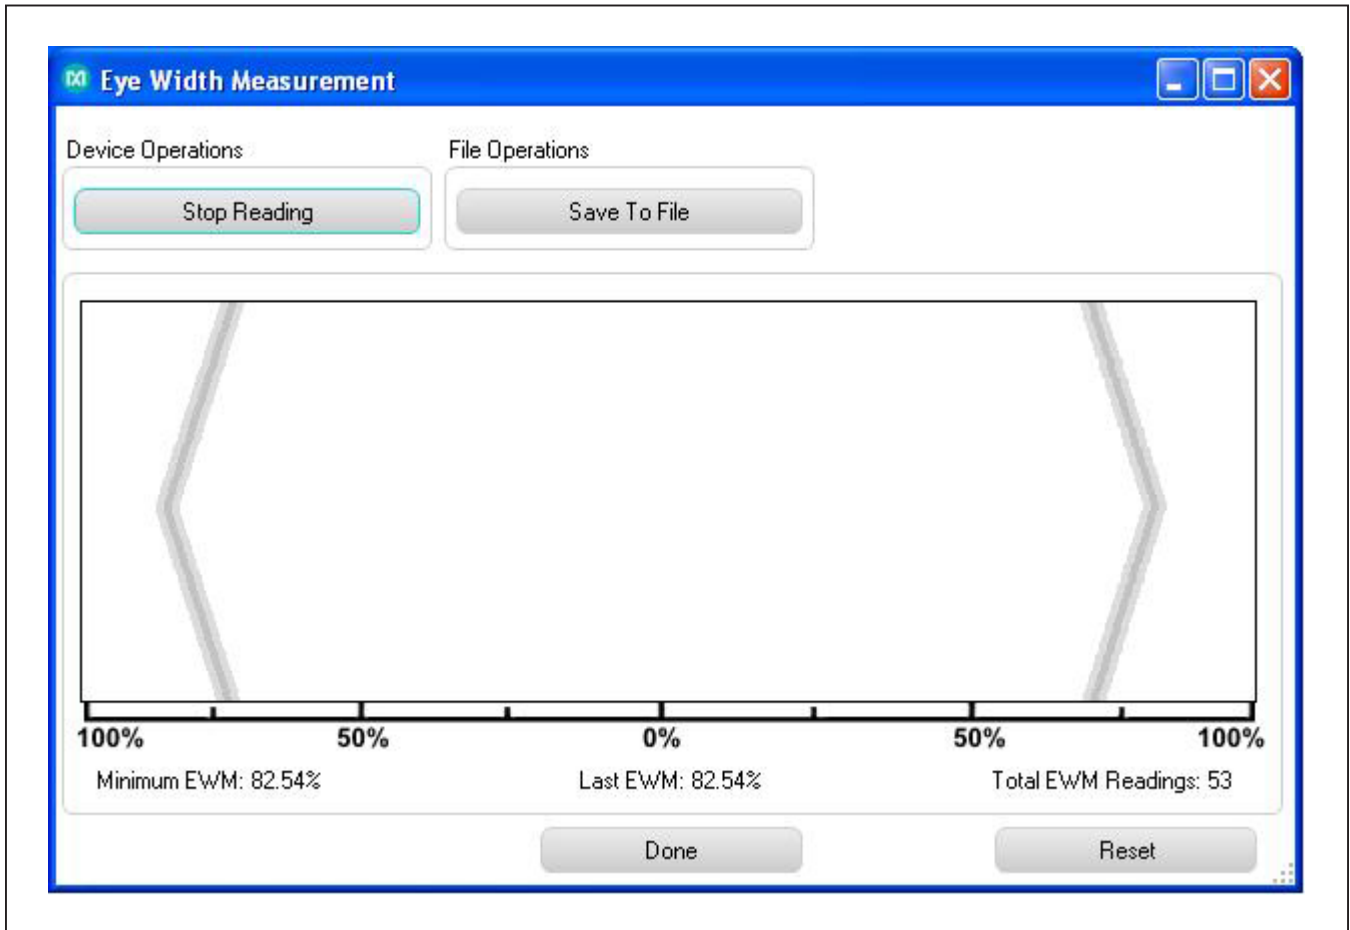 Eye Width Measurement
Device Operations File Operations
Stop Reading Save To File
100% 50% 0% 50% 100%
Minimum EWM: 82.54% Last EWM: 82.54% Total EWM Readings: 53
Done Reset